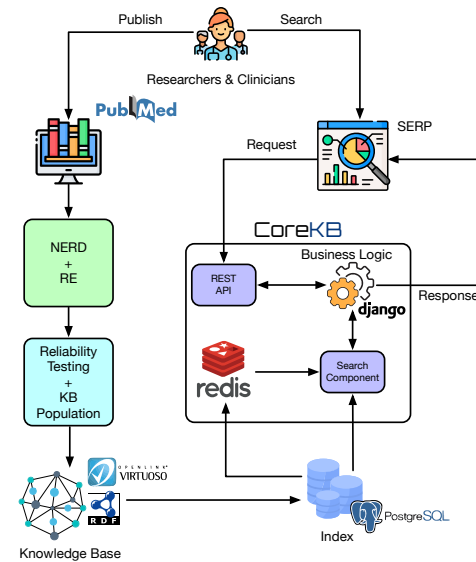 Publish
Search
Researchers & Clinicians
PubMed
SERP
Request
NERD
+
RE
CoreKB
Business Logic
REST
API
django
Response
Reliability
Testing
+
KB
Population
redis
Search
Component
OPENLINK
VIRTUOSO
RDF
Knowledge Base
Index
PostgreSQL